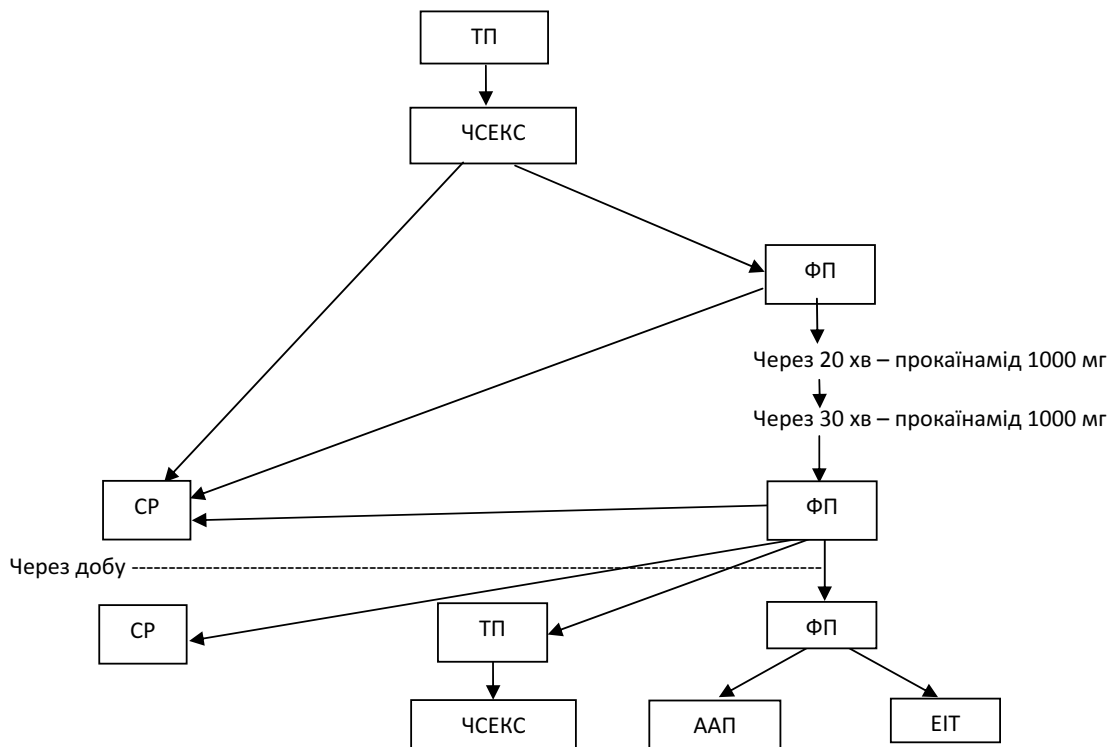 ТП
ЧСЕКС
ФП
Через 20 хв – прокаїнамід 1000 мг
Через 30 хв – прокаїнамід 1000 мг
СР
ФП
Через добу
СР
ТП
ФП
ЧСЕКС
ААП
ЕІТ